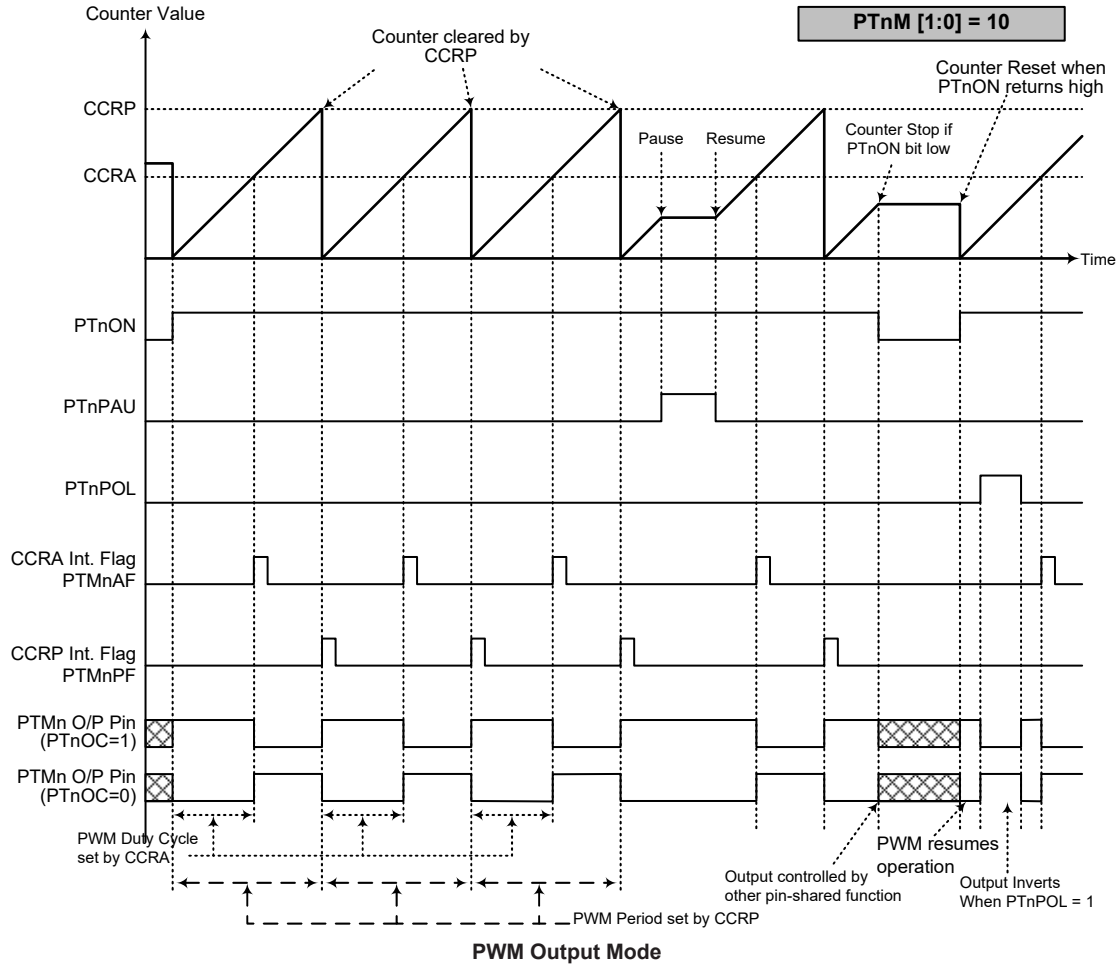 Counter Value
PTnM [1:0] = 10
Counter cleared by
CCRP
Counter Reset when
PTnON returns high
CCRP
Pause
Resume
Counter Stop if
PTnON bit low
CCRA
Time
PTnON
PTnPAU
PTnPOL
CCRA Int. Flag
PTMnAF
CCRP Int. Flag
PTMnPF
PTMn O/P Pin
(PTnOC=1)
PTMn O/P Pin
(PTnOC=0)
PWM Duty Cycle
set by CCRA
PWM resumes
operation
Output controlled by
other pin-shared function
Output Inverts
When PTnPOL = 1
PWM Period set by CCRP
PWM Output Mode